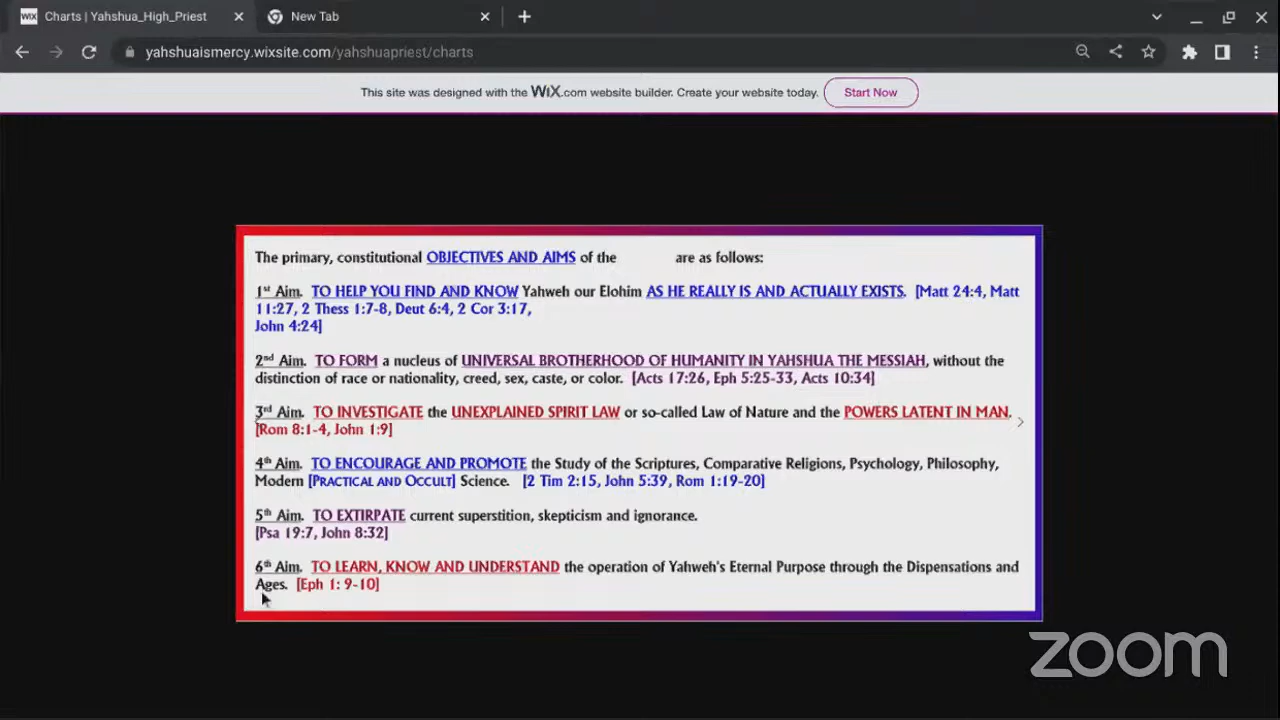 WiX Charts | Yahshua_High_Priest
New Tab
yahshuaismercy.wixsite.com/yahshuapriest/charts
This site was designed with the WiX.com website builder. Create your website today. Start Now
The primary, constitutional OBJECTIVES AND AIMS of the are as follows:
1st Aim. TO HELP YOU FIND AND KNOW Yahweh our Elohim AS HE REALLY IS AND ACTUALLY EXISTS. [Matt 24:4, Matt
11:27, 2 Thess 1:7-8, Deut 6:4, 2 Cor 3:17,
John 4:24]
2nd Aim. TO FORM a nucleus of UNIVERSAL BROTHERHOOD OF HUMANITY IN YAHSHUA THE MESSIAH, without the
distinction of race or nationality, creed, sex, caste, or color. [Acts 17:26, Eph 5:25-33, Acts 10:34]
3rd Aim. TO INVESTIGATE the UNEXPLAINED SPIRIT LAW or so-called Law of Nature and the POWERS LATENT IN MAN.
[Rom 8:1-4, John 1:9]
4th Aim. TO ENCOURAGE AND PROMOTE the Study of the Scriptures, Comparative Religions, Psychology, Philosophy,
Modern [PRACTICAL AND OCCULT] Science. [2 Tim 2:15, John 5:39, Rom 1:19-20]
5th Aim. TO EXTIRPATE current superstition, skepticism and ignorance.
[Psa 19:7, John 8:32]
6th Aim. TO LEARN, KNOW AND UNDERSTAND the operation of Yahweh's Eternal Purpose through the Dispensations and
Ages. [Eph 1: 9-10]
zoom